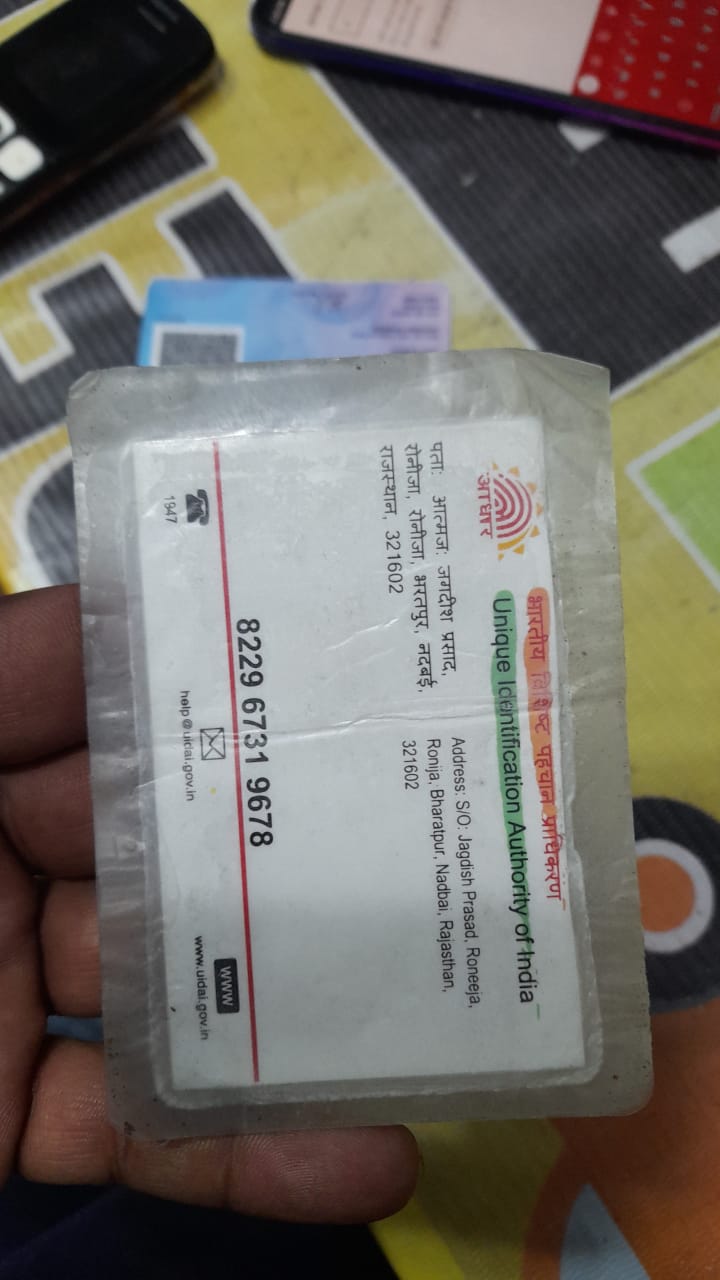 भारतीय विशिष्ट पहचान प्राधिकरण
Unique Identification Authority of India
आधार
पता: आत्मज: जगदीश प्रसाद,
रोनीजा, रोनीजा, भरतपुर, नदबई,
राजस्थान, 321602
Address: S/O: Jagdish Prasad, Roneeja,
Ronija, Bharatpur, Nadbai, Rajasthan,
321602
8229 6731 9678
1947
help@uidai.gov.in
WWW
www.uidai.gov.in